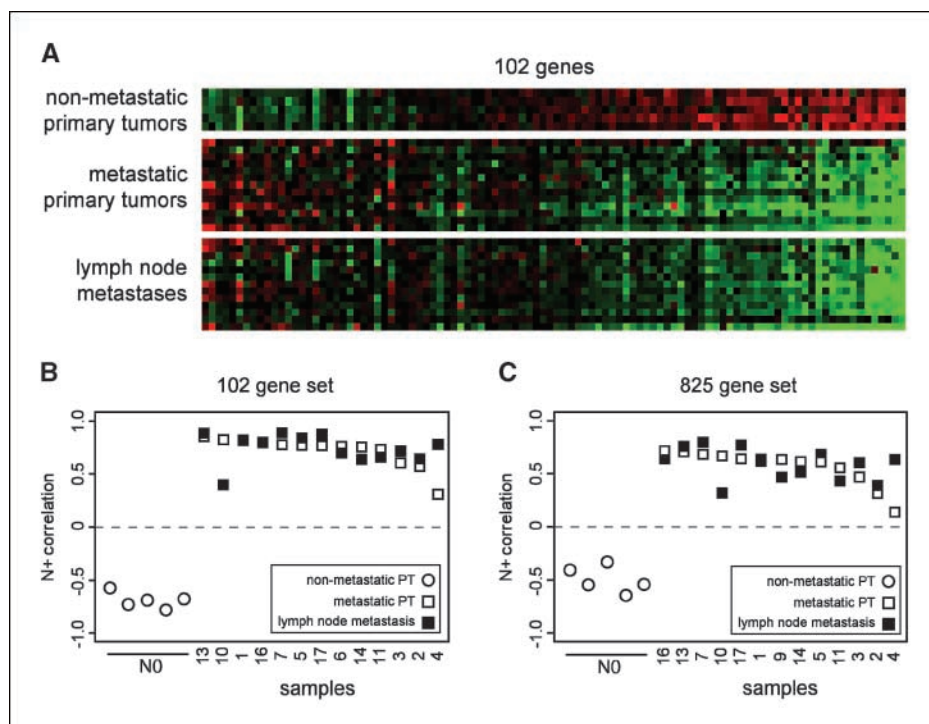 A
102 genes
non-metastatic
primary tumors
metastatic
primary tumors
lymph node
metastases
B
102 gene set
N+ correlation
1.0
0.5
0
-0.5
-1.0
non-metastatic PT
metastatic PT
lymph node metastasis
N0
13 10 1 16 7 5 17 6 14 11 3 2 4
samples
C
825 gene set
N+ correlation
1.0
0.5
0
-0.5
-1.0
non-metastatic PT
metastatic PT
lymph node metastasis
N0
16 13 7 10 17 1 9 14 5 11 3 2 4
samples